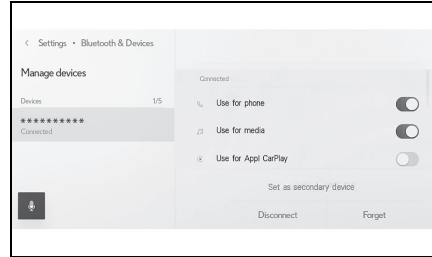 < Settings • Bluetooth & Devices
Manage devices
Devices 1/5
**********
Connected
Connected
Use for phone
Use for media
Use for Appl CarPlay
Set as secondary device
Disconnect Forget